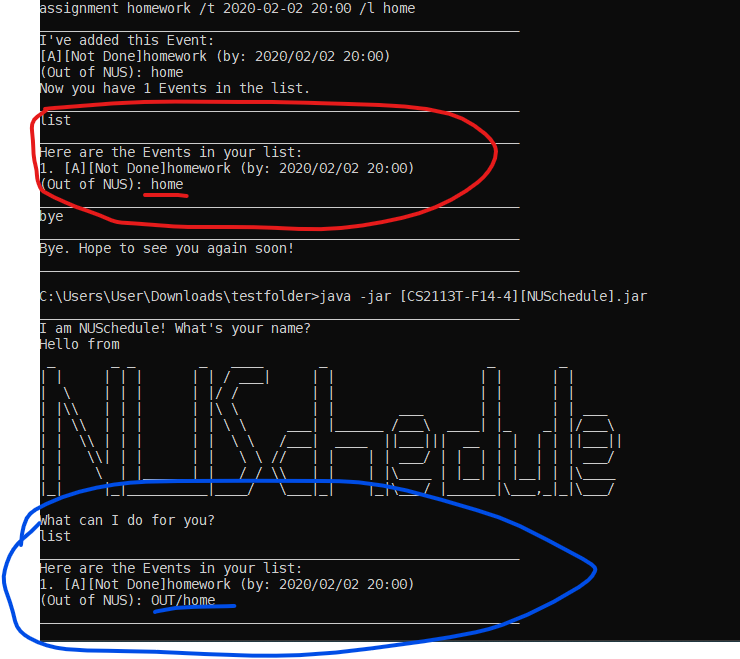 assignment homework /t 2020-02-02 20:00 /l home
I've added this Event:
[A][Not Done]homework (by: 2020/02/02 20:00)
(Out of NUS): home
Now you have 1 Events in the list.
list
Here are the Events in your list:
1. [A][Not Done]homework (by: 2020/02/02 20:00)
(Out of NUS): home
bye
Bye. Hope to see you again soon!
C:\Users\User\Downloads\testfolder>java -jar [CS2113T-F14-4][NUSchedule].jar
I am NUSchedule! What's your name?
Hello from
NUSchedule
What can I do for you?
list
Here are the Events in your list:
1. [A][Not Done]homework (by: 2020/02/02 20:00)
(Out of NUS): OUT/home